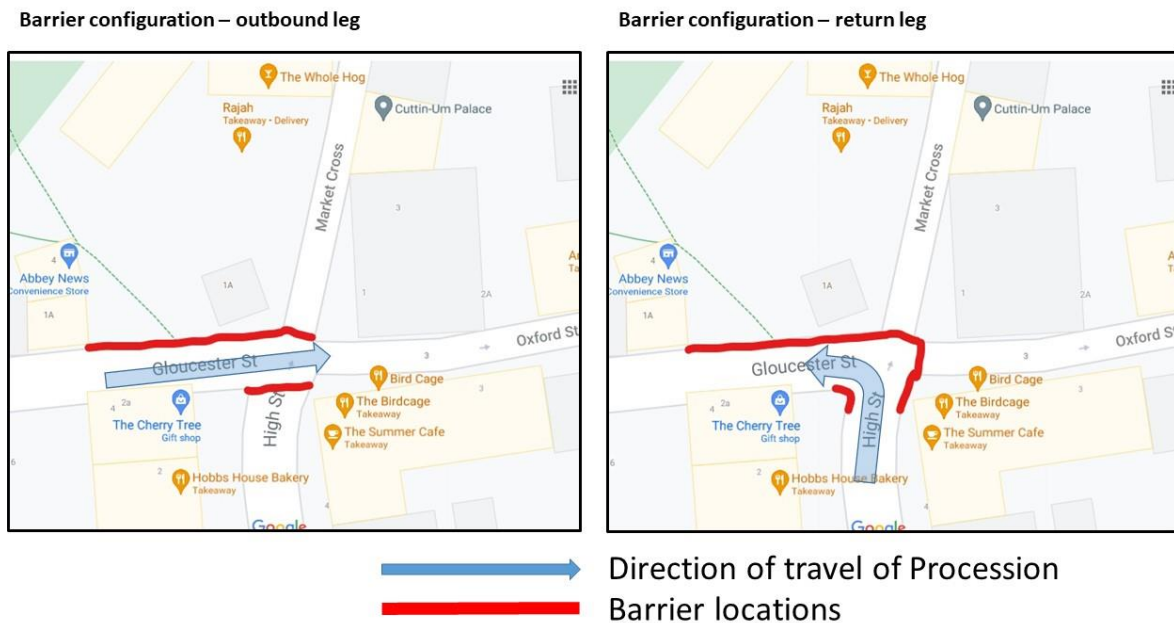 Barrier configuration – outbound leg
Barrier configuration – return leg
The Whole Hog
Rajah
Takeaway • Delivery
Cuttin-Um Palace
Market Cross
3
4
Abbey News
Convenience Store
1A
1A
1
2A
Gloucester St
Oxford St
3
Bird Cage
4
2a
The Cherry Tree
Gift shop
The Birdcage
Takeaway
3
The Summer Cafe
Takeaway
High St
6
2
Hobbs House Bakery
Takeaway
4
Google
The Whole Hog
Rajah
Takeaway • Delivery
Cuttin-Um Palace
Market Cross
3
4
Abbey News
Convenience Store
1A
1A
1
2A
Gloucester St
Oxford St
3
Bird Cage
4
2a
The Cherry Tree
Gift shop
The Birdcage
Takeaway
3
The Summer Cafe
Takeaway
High St
6
2
Hobbs House Bakery
Takeaway
4
Google
Direction of travel of Procession
Barrier locations